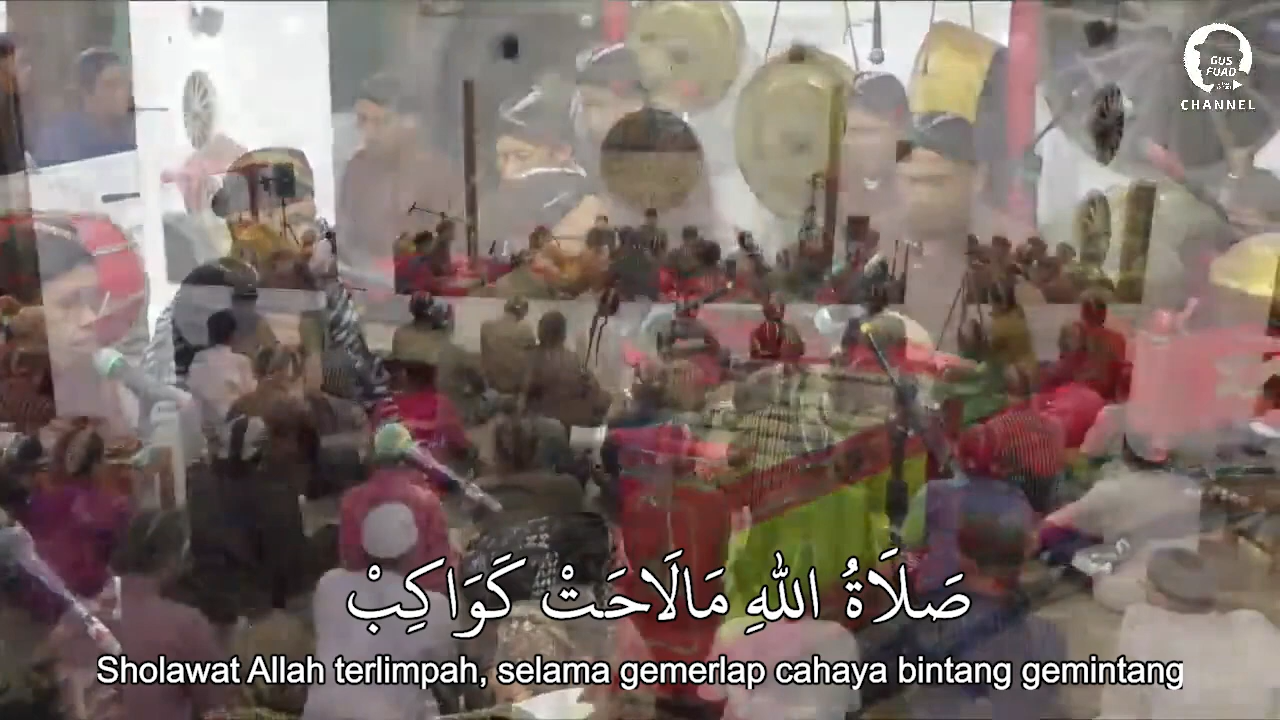 GUS
FUAD
CHANNEL
صَلَاةُ اللهِ مَالَاحَتْ كَوَاكِبْ
Sholawat Allah terlimpah, selama gemerlap cahaya bintang gemintang